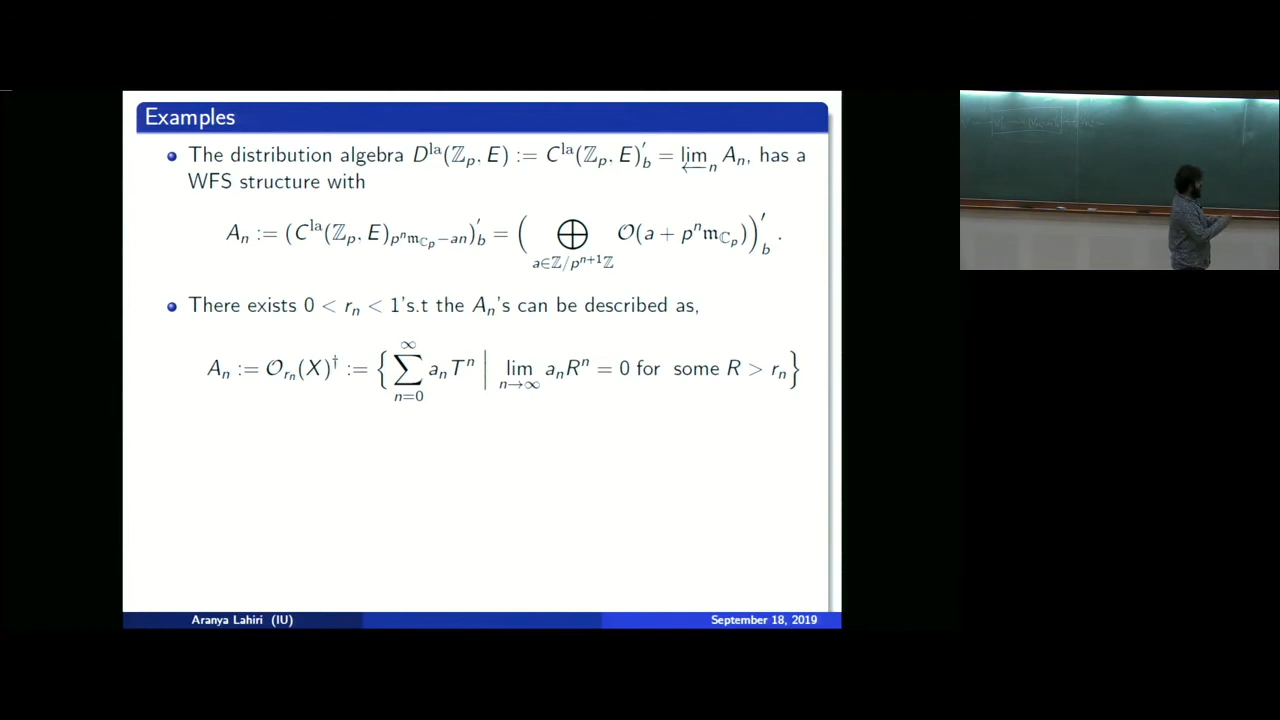 Examples
• The distribution algebra D^la(ℤ_p, E) := C^la(ℤ_p, E)′_b = lim←_n A_n, has a
WFS structure with
A_n := (C^la(ℤ_p, E)_{p^n 𝔪_{ℂ_p}−an})′_b = ( ⊕_{a∈ℤ/p^{n+1}ℤ} 𝒪(a + p^n 𝔪_{ℂ_p}) )′_b .
• There exists 0 < r_n < 1's.t the A_n's can be described as,
A_n := 𝒪_{r_n}(X)^† := { ∑_{n=0}^{∞} a_n T^n | lim_{n→∞} a_n R^n = 0 for some R > r_n }
Aranya Lahiri (IU)
September 18, 2019